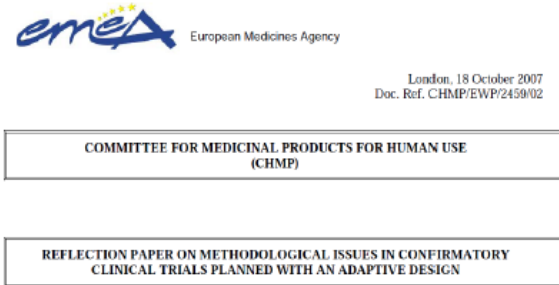 emea
European Medicines Agency
London, 18 October 2007
Doc. Ref. CHMP/EWP/2459/02
COMMITTEE FOR MEDICINAL PRODUCTS FOR HUMAN USE
(CHMP)
REFLECTION PAPER ON METHODOLOGICAL ISSUES IN CONFIRMATORY
CLINICAL TRIALS PLANNED WITH AN ADAPTIVE DESIGN